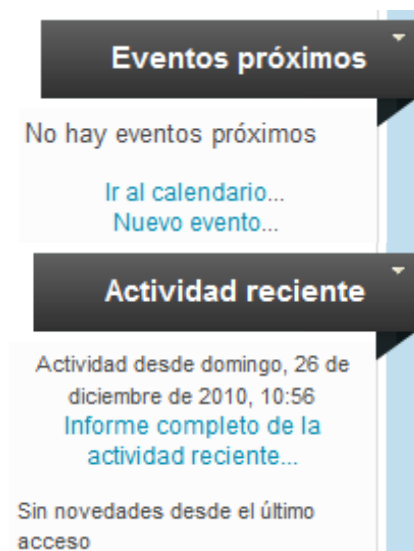 Eventos próximos
No hay eventos próximos
Ir al calendario...
Nuevo evento...
Actividad reciente
Actividad desde domingo, 26 de
diciembre de 2010, 10:56
Informe completo de la
actividad reciente...
Sin novedades desde el último
acceso